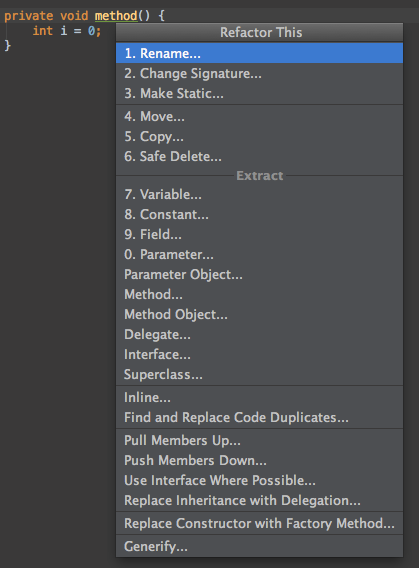 private void method() {
int i = 0;
}
Refactor This
1. Rename...
2. Change Signature...
3. Make Static...
4. Move...
5. Copy...
6. Safe Delete...
Extract
7. Variable...
8. Constant...
9. Field...
0. Parameter...
Parameter Object...
Method...
Method Object...
Delegate...
Interface...
Superclass...
Inline...
Find and Replace Code Duplicates...
Pull Members Up...
Push Members Down...
Use Interface Where Possible...
Replace Inheritance with Delegation...
Replace Constructor with Factory Method...
Generify...